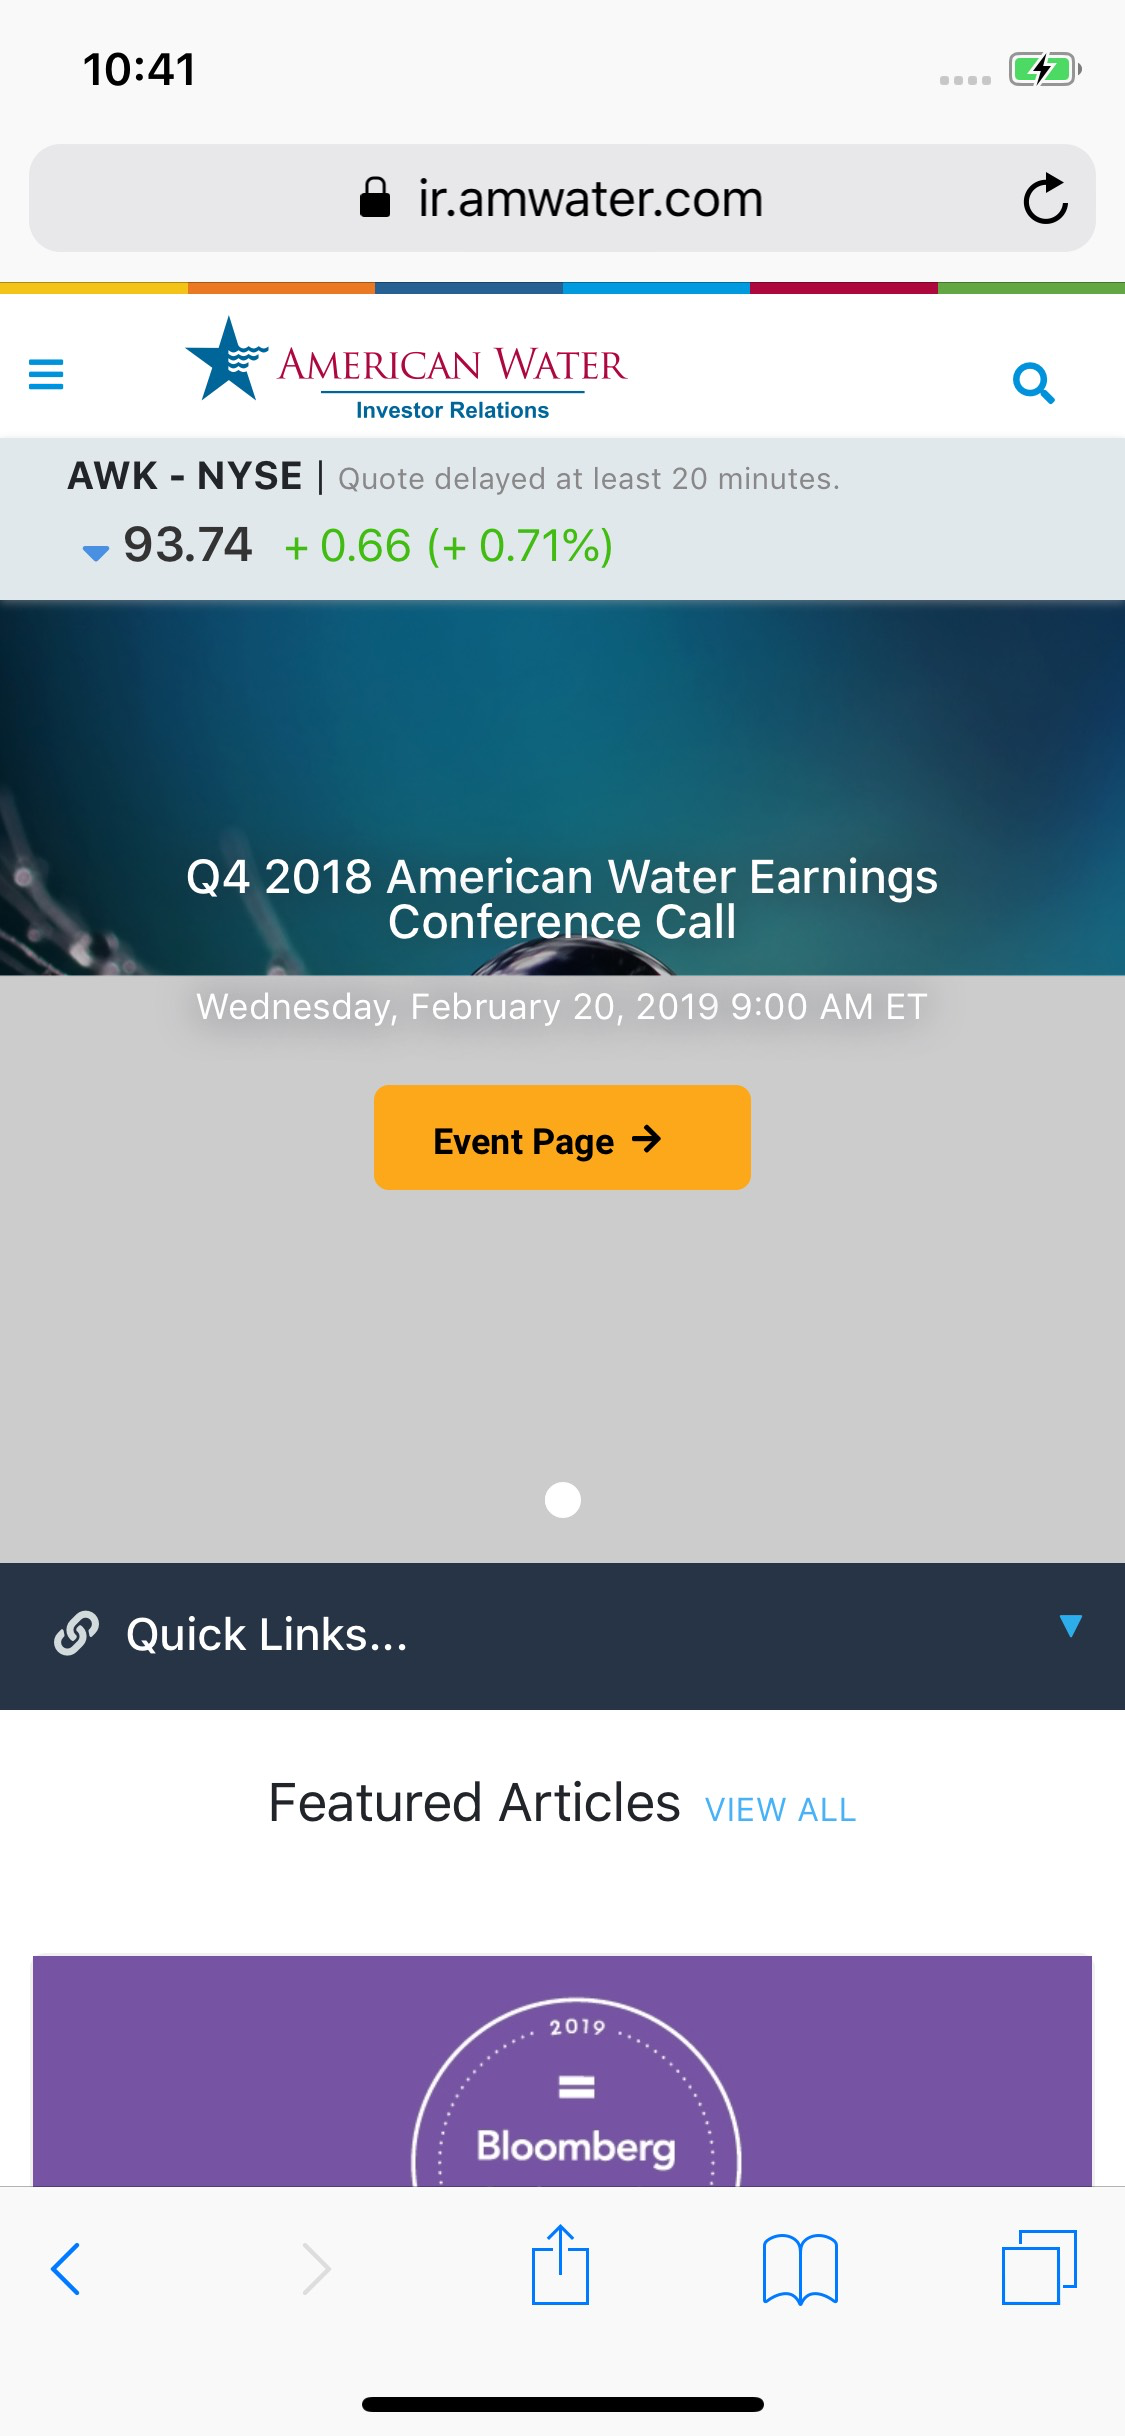 10:41
ir.amwater.com
AMERICAN WATER
Investor Relations
AWK - NYSE | Quote delayed at least 20 minutes.
93.74 + 0.66 (+ 0.71%)
Q4 2018 American Water Earnings
Conference Call
Wednesday, February 20, 2019 9:00 AM ET
Event Page →
Quick Links...
Featured Articles VIEW ALL
2019
Bloomberg